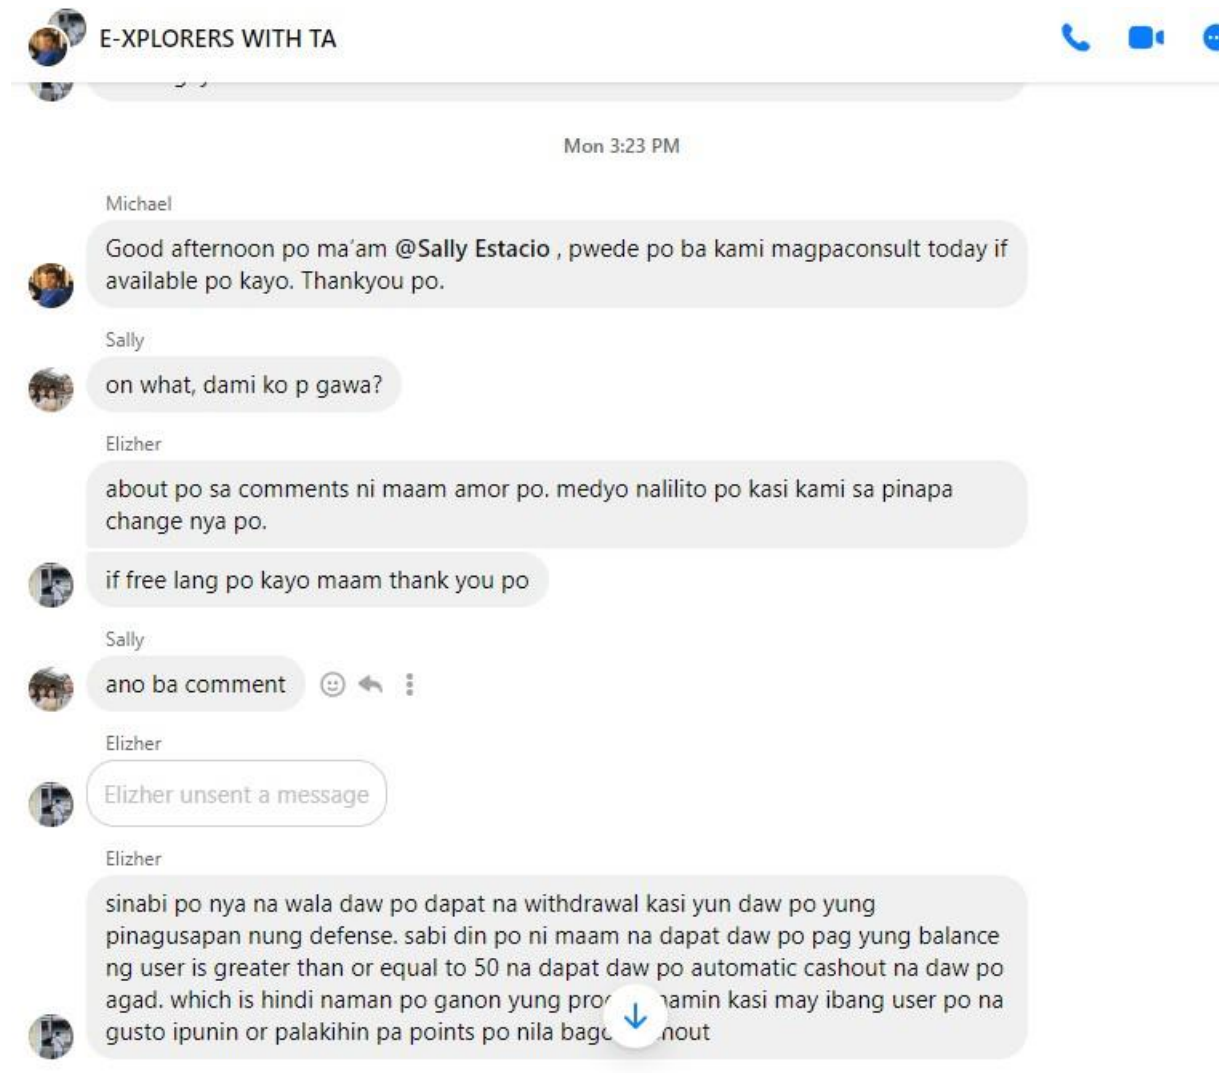 E-XPLORERS WITH TA
Mon 3:23 PM
Michael
Good afternoon po ma'am @Sally Estacio , pwede po ba kami magpaconsult today if
available po kayo. Thankyou po.
Sally
on what, dami ko p gawa?
Elizher
about po sa comments ni maam amor po. medyo nalilito po kasi kami sa pinapa
change nya po.
if free lang po kayo maam thank you po
Sally
ano ba comment
Elizher
Elizher unsent a message
Elizher
sinabi po nya na wala daw po dapat na withdrawal kasi yun daw po yung
pinagusapan nung defense. sabi din po ni maam na dapat daw po pag yung balance
ng user is greater than or equal to 50 na dapat daw po automatic cashout na daw po
agad. which is hindi naman po ganon yung namin kasi may ibang user po na
gusto ipunin or palakihin pa points po nila